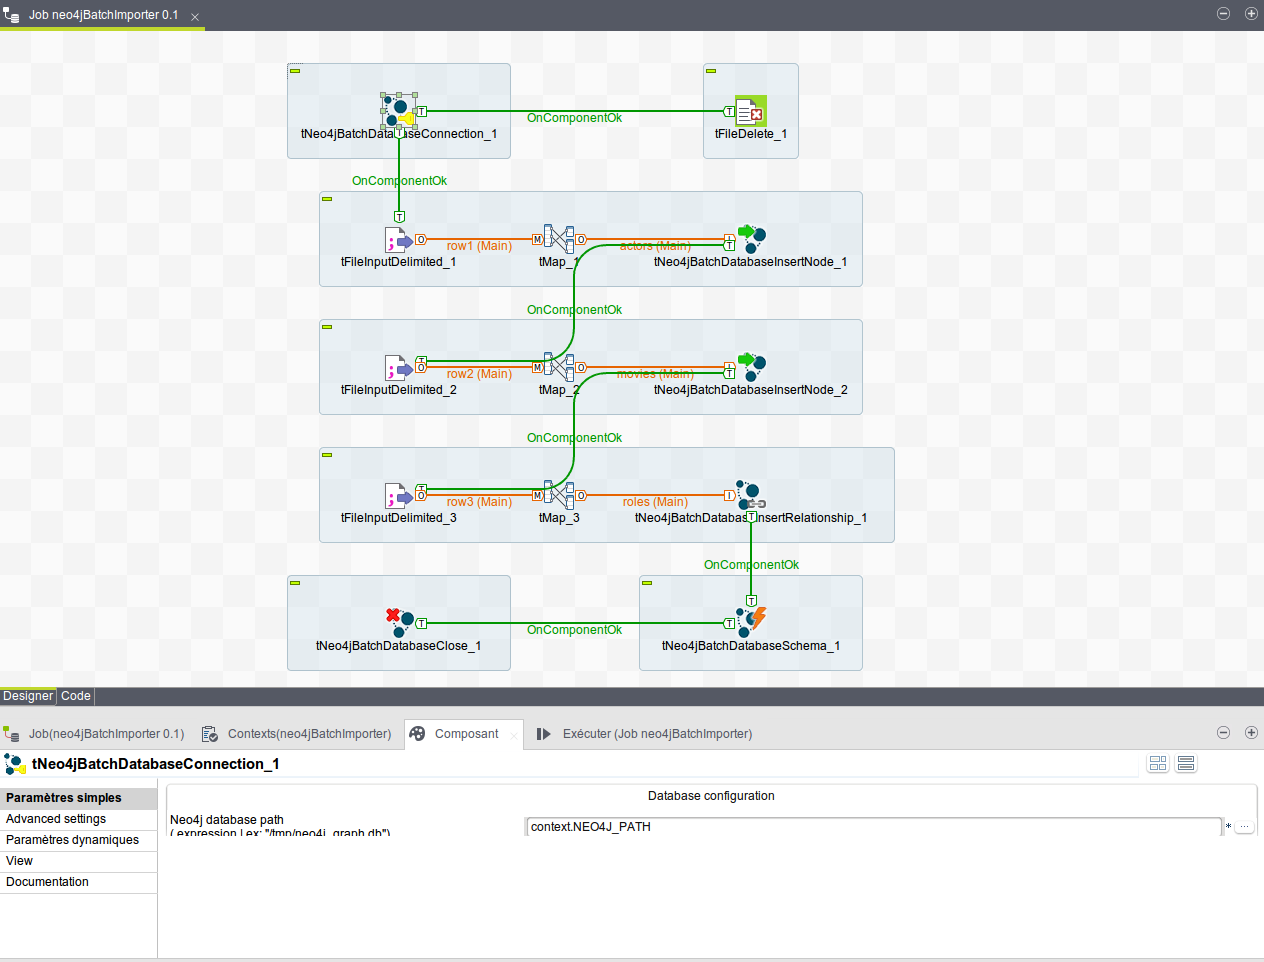 Job neo4jBatchImporter 0.1
tNeo4jBatchDatabaseConnection_1
OnComponentOk
tFileDelete_1
OnComponentOk
row1 (Main)
actors (Main)
tFileInputDelimited_1
tMap_1
tNeo4jBatchDatabaseInsertNode_1
OnComponentOk
row2 (Main)
movies (Main)
tFileInputDelimited_2
tMap_2
tNeo4jBatchDatabaseInsertNode_2
OnComponentOk
row3 (Main)
roles (Main)
tFileInputDelimited_3
tMap_3
tNeo4jBatchDatabaseInsertRelationship_1
OnComponentOk
OnComponentOk
tNeo4jBatchDatabaseClose_1
tNeo4jBatchDatabaseSchema_1
Designer Code
Job(neo4jBatchImporter 0.1) Contexts(neo4jBatchImporter) Composant Exécuter (Job neo4jBatchImporter)
tNeo4jBatchDatabaseConnection_1
Paramètres simples
Advanced settings
Paramètres dynamiques
View
Documentation
Database configuration
Neo4j database path
( expression | ex: "/tmp/neo4j_graph.db")
context.NEO4J_PATH
* ...